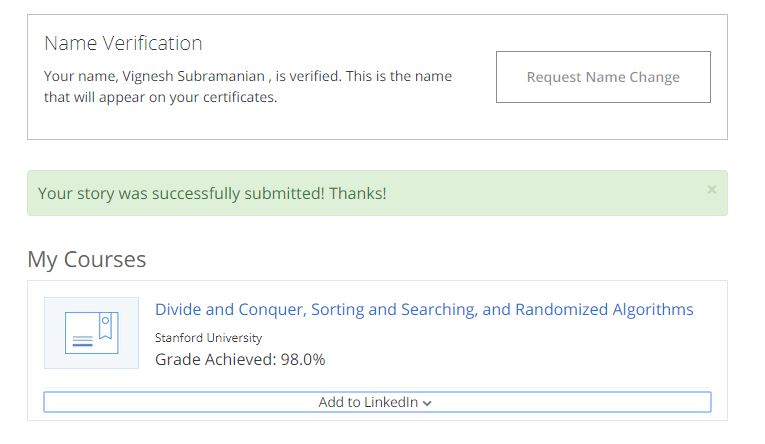 Name Verification
Your name, Vignesh Subramanian , is verified. This is the name
that will appear on your certificates.
Request Name Change
Your story was successfully submitted! Thanks!
×
My Courses
Divide and Conquer, Sorting and Searching, and Randomized Algorithms
Stanford University
Grade Achieved: 98.0%
Add to LinkedIn